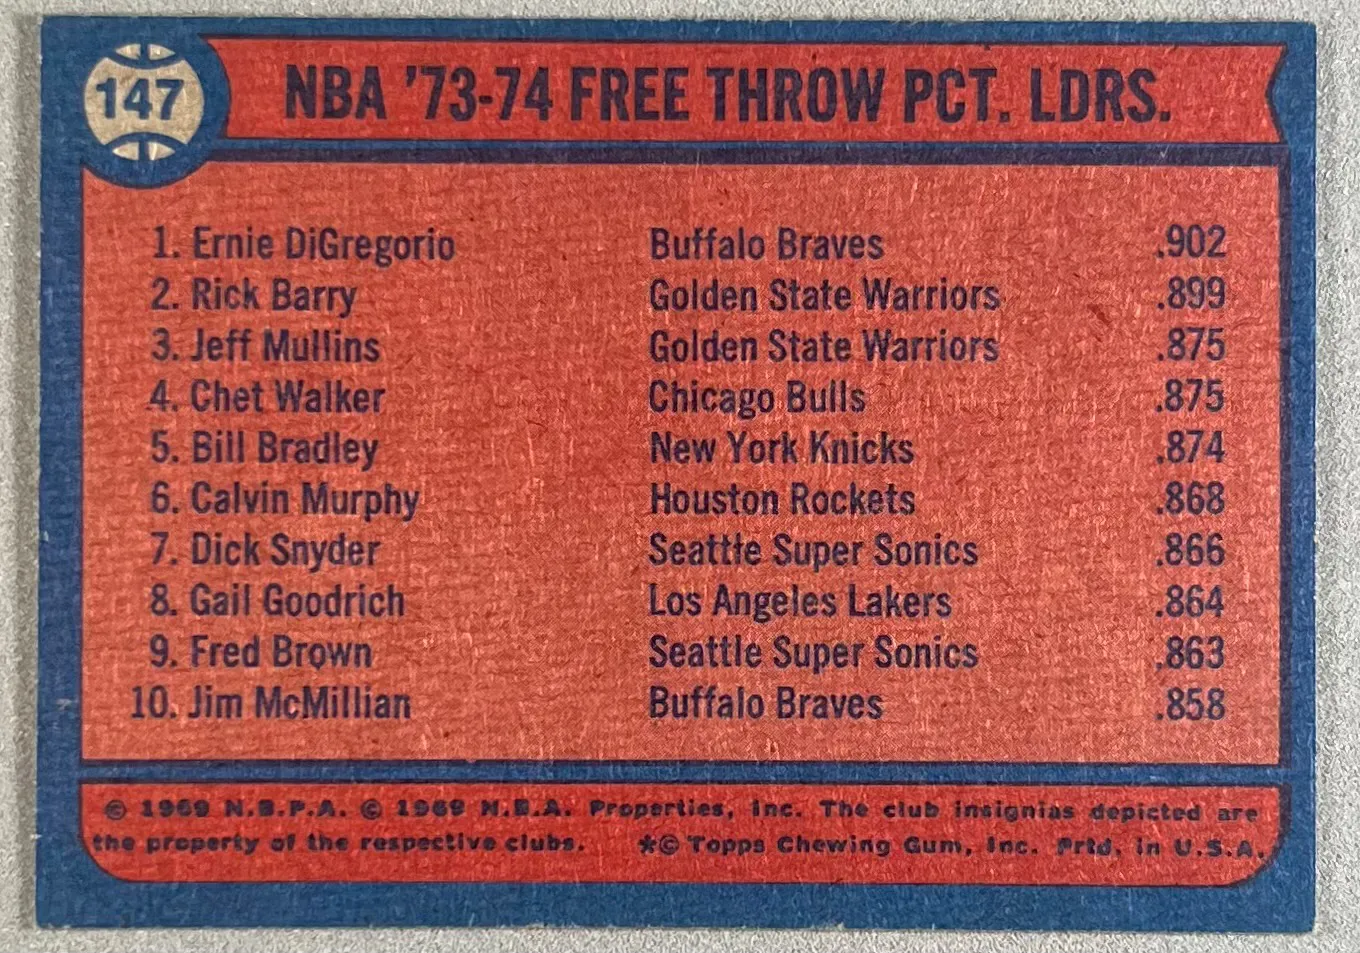 147 NBA '73-74 FREE THROW PCT. LDRS.
1. Ernie DiGregorio Buffalo Braves .902
2. Rick Barry Golden State Warriors .899
3. Jeff Mullins Golden State Warriors .875
4. Chet Walker Chicago Bulls .875
5. Bill Bradley New York Knicks .874
6. Calvin Murphy Houston Rockets .868
7. Dick Snyder Seattle Super Sonics .866
8. Gail Goodrich Los Angeles Lakers .864
9. Fred Brown Seattle Super Sonics .863
10. Jim McMillian Buffalo Braves .858
© 1969 N.B.P.A. © 1969 N.B.A. Properties, Inc. The club insignias depicted are
the property of the respective clubs. *© Topps Chewing Gum, Inc. Prtd. in U.S.A.